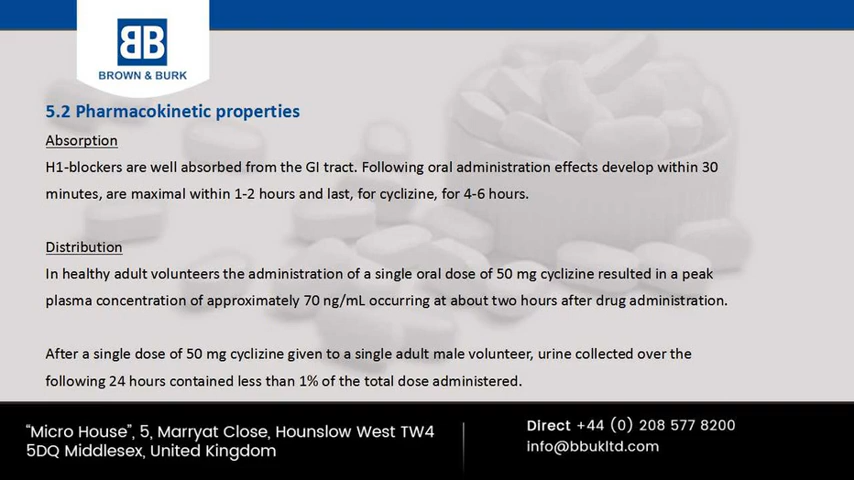 BB
BROWN & BURK
5.2 Pharmacokinetic properties
Absorption
H1-blockers are well absorbed from the GI tract. Following oral administration effects develop within 30
minutes, are maximal within 1-2 hours and last, for cyclizine, for 4-6 hours.
Distribution
In healthy adult volunteers the administration of a single oral dose of 50 mg cyclizine resulted in a peak
plasma concentration of approximately 70 ng/mL occurring at about two hours after drug administration.
After a single dose of 50 mg cyclizine given to a single adult male volunteer, urine collected over the
following 24 hours contained less than 1% of the total dose administered.
“Micro House”, 5, Marryat Close, Hounslow West TW4
5DQ Middlesex, United Kingdom
Direct +44 (0) 208 577 8200
info@bbukltd.com